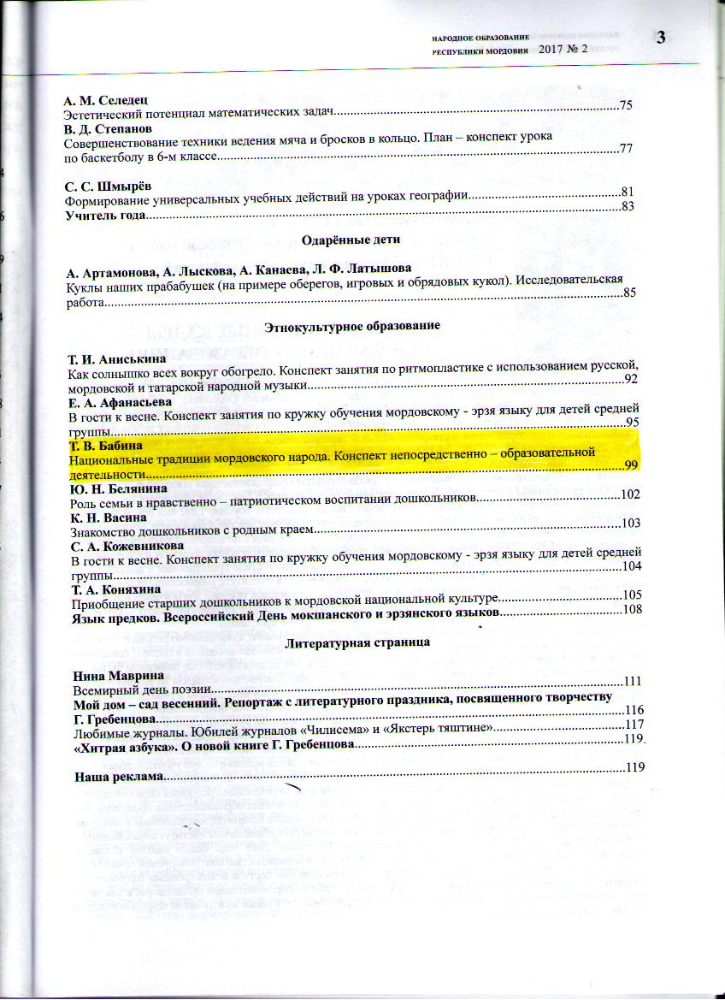 НАРОДНОЕ ОБРАЗОВАНИЕ
РЕСПУБЛИКИ МОРДОВИЯ 2017 № 2
3
А. М. Селедец
Эстетический потенциал математических задач...75
В. Д. Степанов
Совершенствование техники ведения мяча и бросков в кольцо. План – конспект урока
по баскетболу в 6-м классе...77
С. С. Шмырёв
Формирование универсальных учебных действий на уроках географии...81
Учитель года...83
Одарённые дети
А. Артамонова, А. Лыскова, А. Канаева, Л. Ф. Латышова
Куклы наших прабабушек (на примере оберегов, игровых и обрядовых кукол). Исследовательская
работа...85
Этнокультурное образование
Т. И. Аниськина
Как солнышко всех вокруг обогрело. Конспект занятия по ритмопластике с использованием русской,
мордовской и татарской народной музыки...92
Е. А. Афанасьева
В гости к весне. Конспект занятия по кружку обучения мордовскому - эрзя языку для детей средней
группы...95
Т. В. Бабина
Национальные традиции мордовского народа. Конспект непосредственно – образовательной
деятельности...99
Ю. Н. Белянина
Роль семьи в нравственно – патриотическом воспитании дошкольников...102
К. Н. Васина
Знакомство дошкольников с родным краем...103
С. А. Кожевникова
В гости к весне. Конспект занятия по кружку обучения мордовскому - эрзя языку для детей средней
группы...104
Т. А. Коняхина
Приобщение старших дошкольников к мордовской национальной культуре...105
Язык предков. Всероссийский День мокшанского и эрзянского языков...108
Литературная страница
Нина Маврина
Всемирный день поэзии...111
Мой дом – сад весенний. Репортаж с литературного праздника, посвященного творчеству
Г. Гребенцова...116
Любимые журналы. Юбилей журналов «Чилисема» и «Якстерь тяштине»...117
«Хитрая азбука». О новой книге Г. Гребенцова...119.
Наша реклама...119